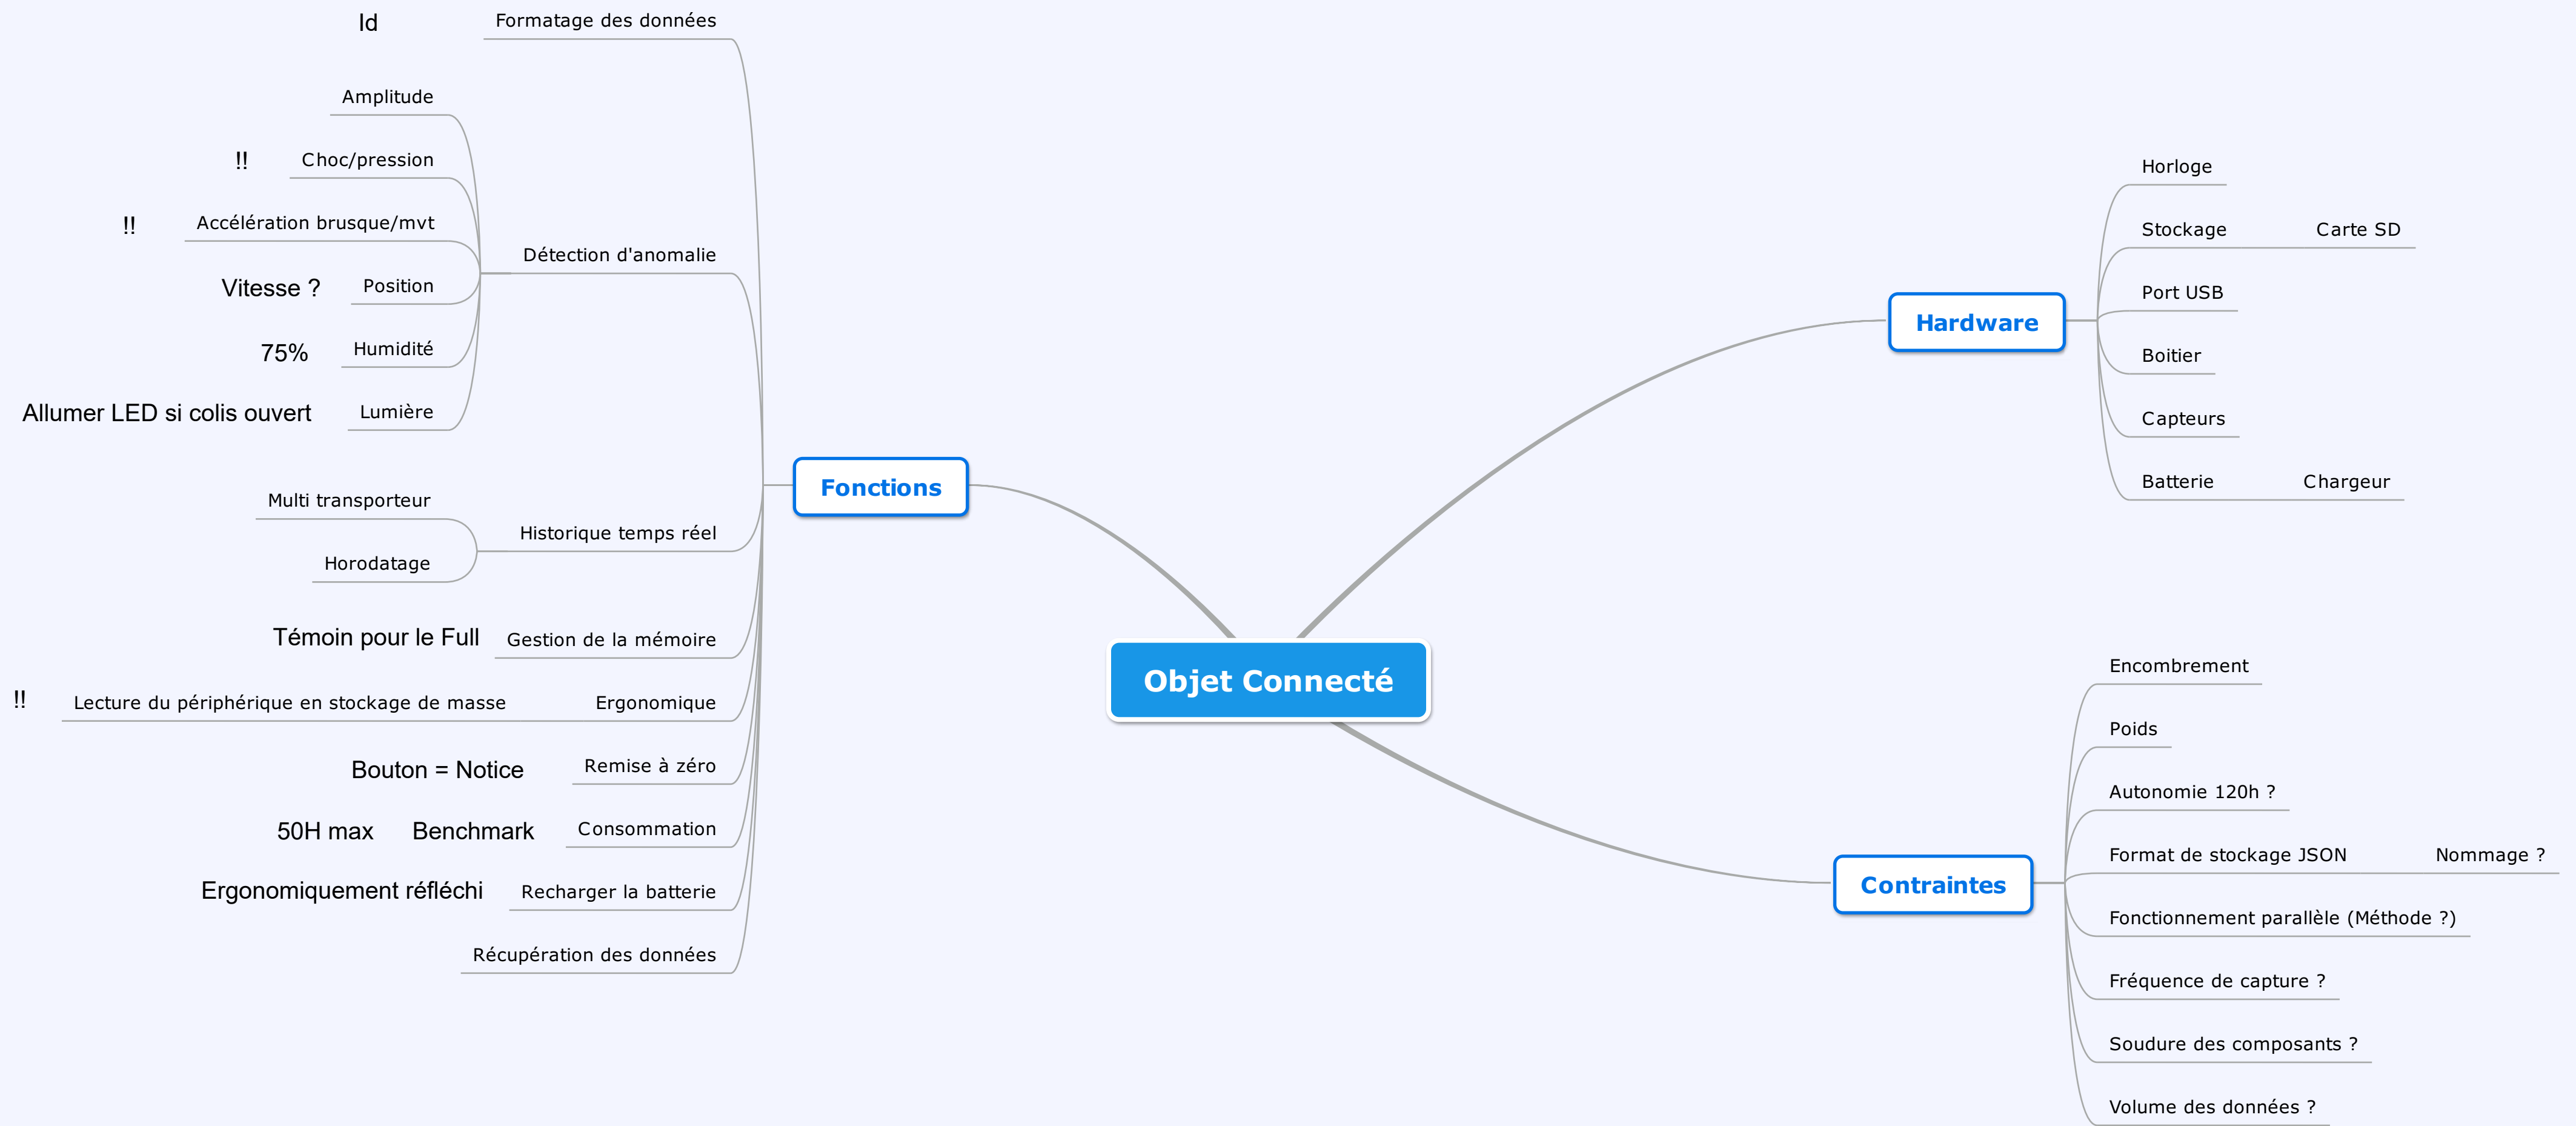 Id
Formatage des données
Amplitude
!!
Choc/pression
!!
Accélération brusque/mvt
Détection d'anomalie
Vitesse ?
Position
75%
Humidité
Allumer LED si colis ouvert
Lumière
Fonctions
Multi transporteur
Historique temps réel
Horodatage
Témoin pour le Full
Gestion de la mémoire
!!
Lecture du périphérique en stockage de masse
Ergonomique
Bouton = Notice
Remise à zéro
50H max
Benchmark
Consommation
Ergonomiquement réfléchi
Recharger la batterie
Récupération des données
Objet Connecté
Hardware
Horloge
Stockage
Carte SD
Port USB
Boitier
Capteurs
Batterie
Chargeur
Contraintes
Encombrement
Poids
Autonomie 120h ?
Format de stockage JSON
Nommage ?
Fonctionnement parallèle (Méthode ?)
Fréquence de capture ?
Soudure des composants ?
Volume des données ?